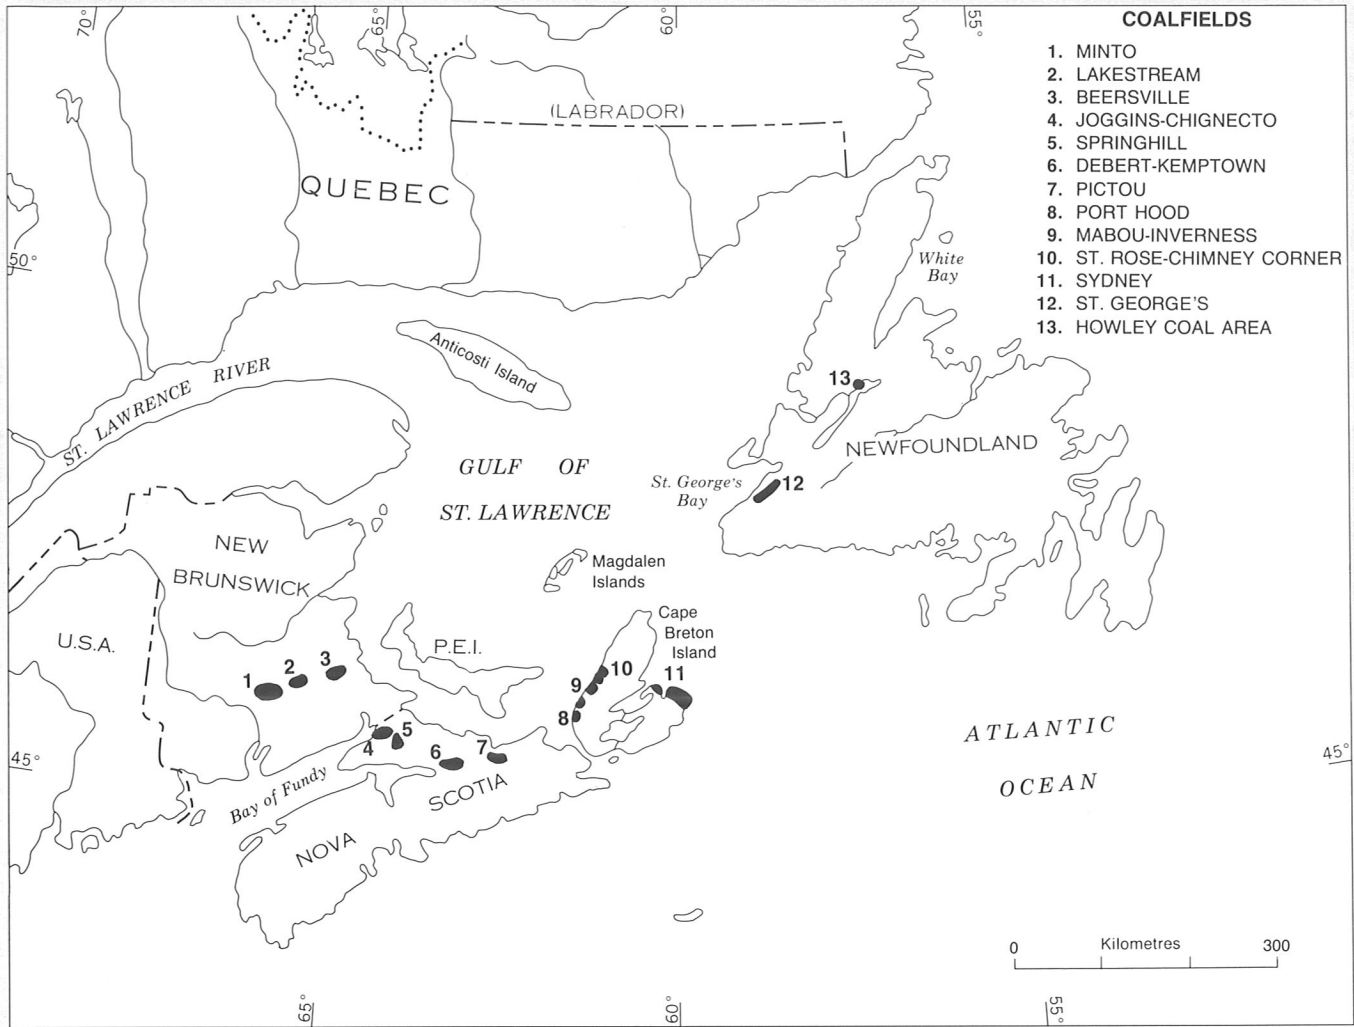 70°
65°
60°
55°
COALFIELDS
1. MINTO
2. LAKESTREAM
3. BEERSVILLE
4. JOGGINS-CHIGNECTO
5. SPRINGHILL
6. DEBERT-KEMPTOWN
7. PICTOU
8. PORT HOOD
9. MABOU-INVERNESS
10. ST. ROSE-CHIMNEY CORNER
11. SYDNEY
12. ST. GEORGE'S
13. HOWLEY COAL AREA
(LABRADOR)
QUEBEC
50°
White
Bay
Anticosti Island
ST. LAWRENCE RIVER
13
NEWFOUNDLAND
GULF OF
ST. LAWRENCE
St. George's
Bay
12
NEW
BRUNSWICK
Magdalen
Islands
U.S.A.
P.E.I.
Cape
Breton
Island
1
2
3
10
11
9
8
4
5
6
7
45°
45°
Bay of Fundy
NOVA
SCOTIA
ATLANTIC
OCEAN
0
Kilometres
300
65°
60°
55°